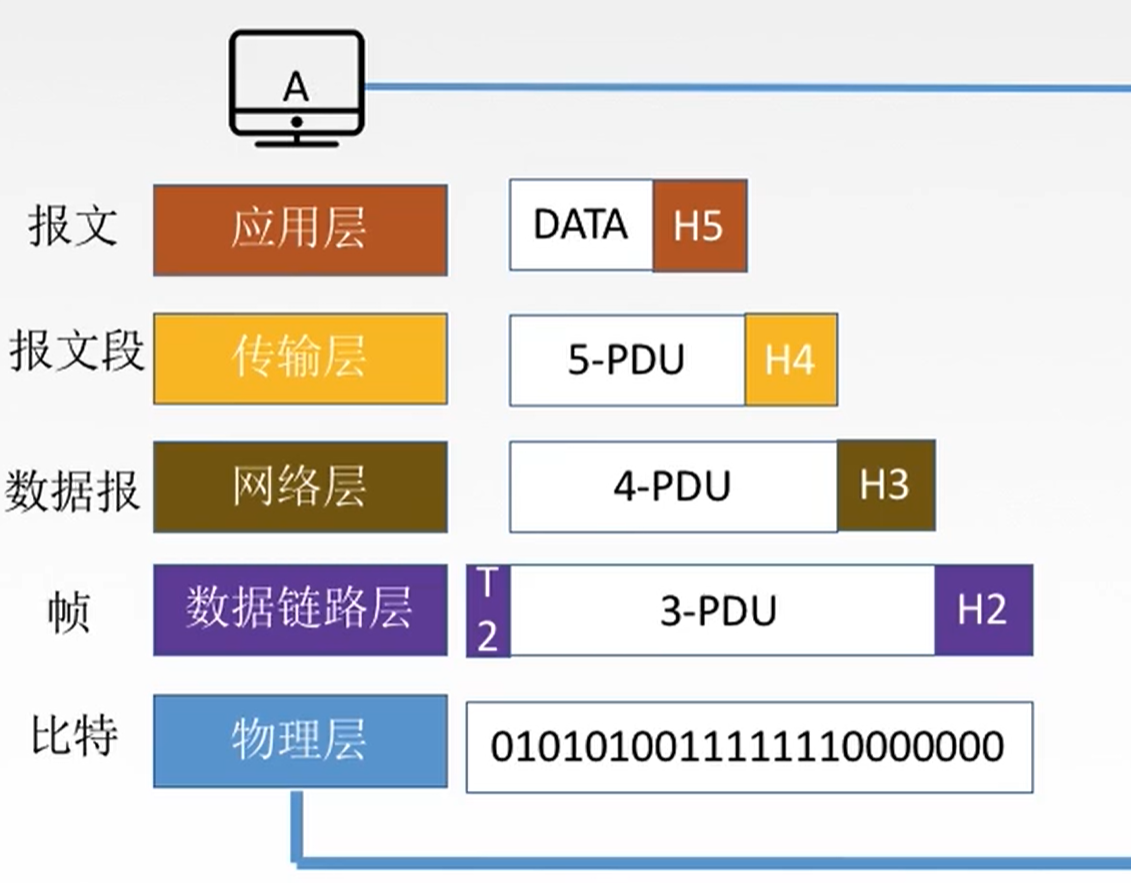 A
报文 应用层 DATA H5
报文段 传输层 5-PDU H4
数据报 网络层 4-PDU H3
帧 数据链路层 T2 3-PDU H2
比特 物理层 0101010011111110000000